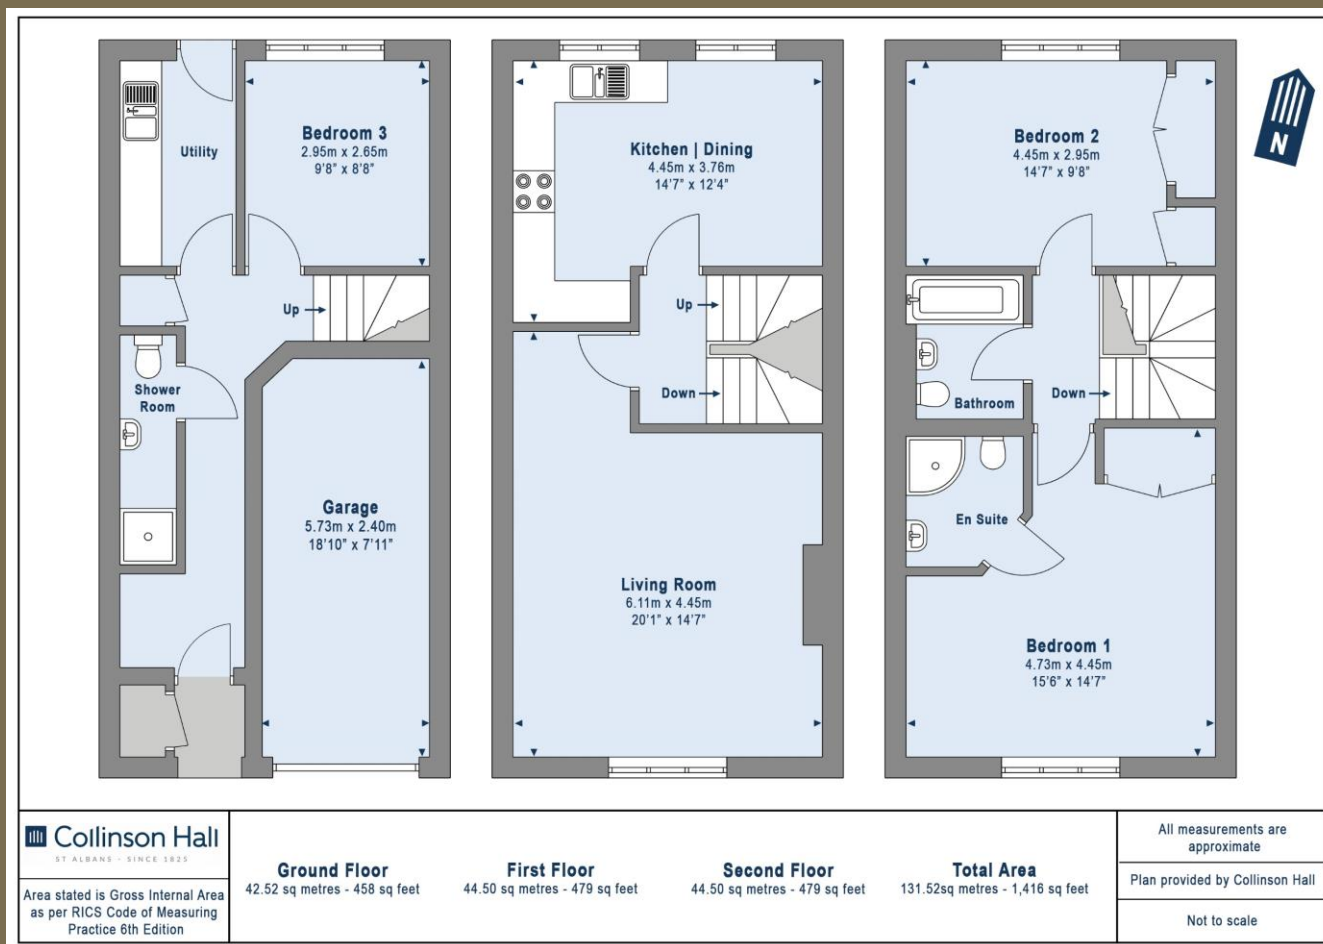 Utility
Bedroom 3
2.95m x 2.65m
9'8" x 8'8"
Up
Shower
Room
Garage
5.73m x 2.40m
18'10" x 7'11"
Kitchen | Dining
4.45m x 3.76m
14'7" x 12'4"
Up
Down
Living Room
6.11m x 4.45m
20'1" x 14'7"
Bedroom 2
4.45m x 2.95m
14'7" x 9'8"
Bathroom
Down
En Suite
Bedroom 1
4.73m x 4.45m
15'6" x 14'7"
N
Collinson Hall
ST ALBANS - SINCE 1825
Area stated is Gross Internal Area
as per RICS Code of Measuring
Practice 6th Edition
Ground Floor
42.52 sq metres - 458 sq feet
First Floor
44.50 sq metres - 479 sq feet
Second Floor
44.50 sq metres - 479 sq feet
Total Area
131.52sq metres - 1,416 sq feet
All measurements are
approximate
Plan provided by Collinson Hall
Not to scale